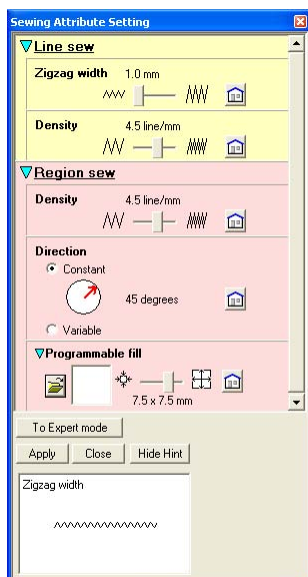 Sewing Attribute Setting
Line sew
Zigzag width 1.0 mm
Density 4.5 line/mm
Region sew
Density 4.5 line/mm
Direction
Constant
45 degrees
Variable
Programmable fill
7.5 x 7.5 mm
To Expert mode
Apply Close Hide Hint
Zigzag width